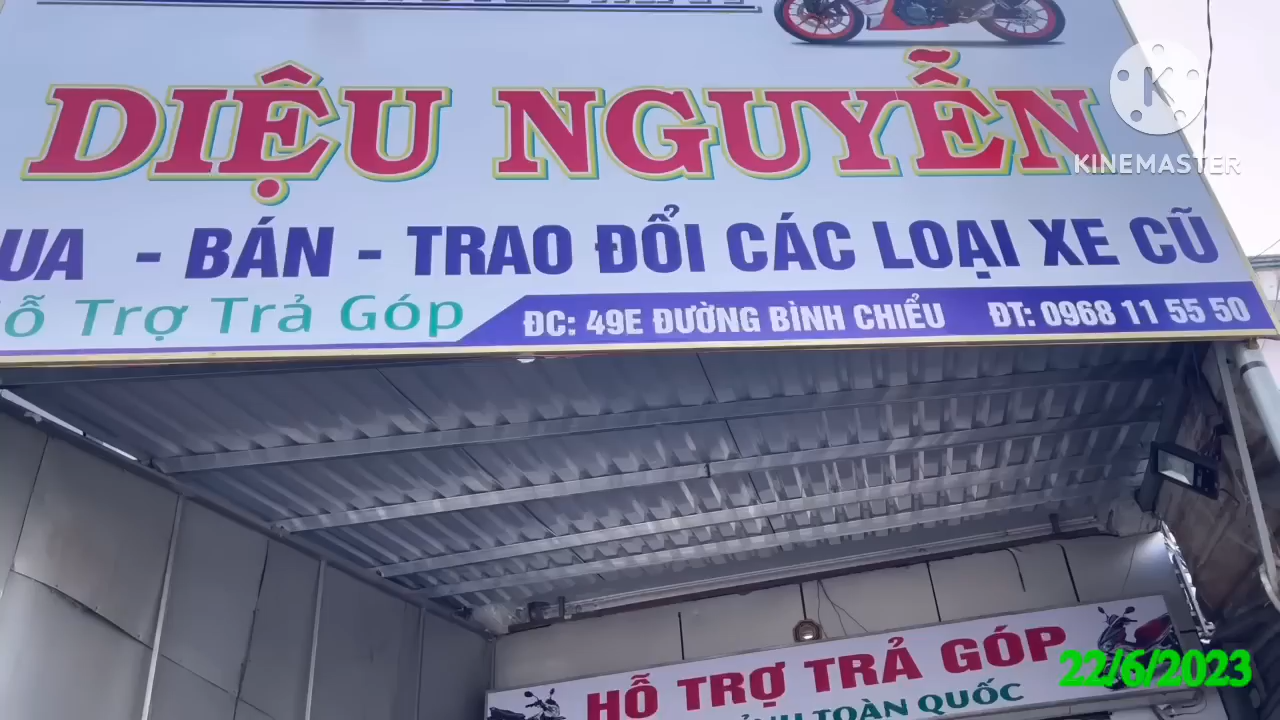 DIỆU NGUYỄN
KINEMASTER
UA - BÁN - TRAO ĐỔI CÁC LOẠI XE CŨ
Hỗ Trợ Trả Góp
ĐC: 49E ĐƯỜNG BÌNH CHIỂU ĐT: 0968 11 55 50
HỖ TRỢ TRẢ GÓP
22/6/2023
TOÀN QUỐC